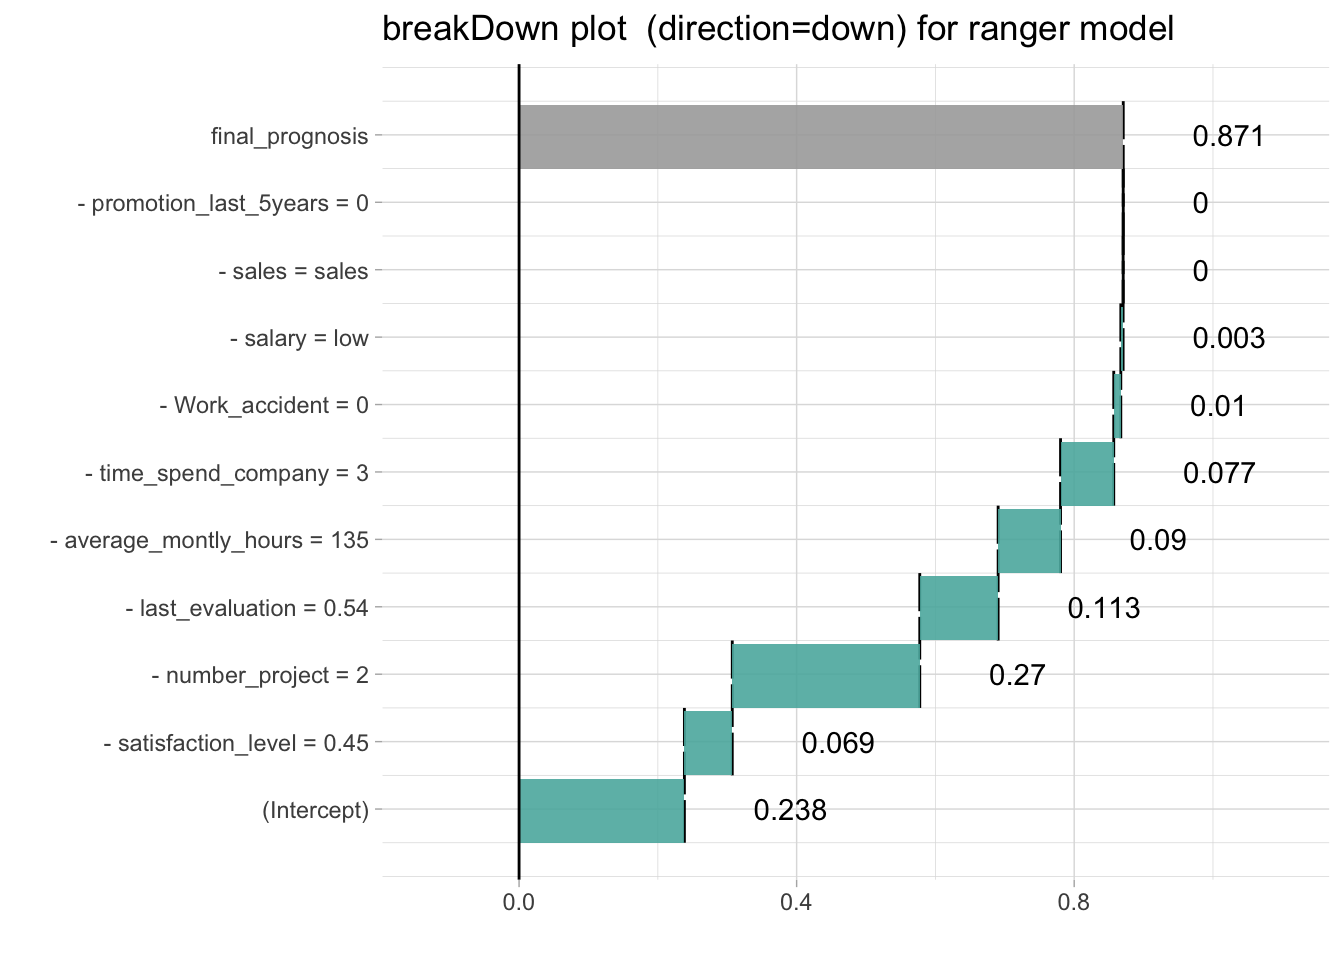 breakDown plot  (direction=down) for ranger model
final_prognosis 0.871
- promotion_last_5years = 0 0
- sales = sales 0
- salary = low 0.003
- Work_accident = 0 0.01
- time_spend_company = 3 0.077
- average_montly_hours = 135 0.09
- last_evaluation = 0.54 0.113
- number_project = 2 0.27
- satisfaction_level = 0.45 0.069
(Intercept) 0.238
0.0 0.4 0.8